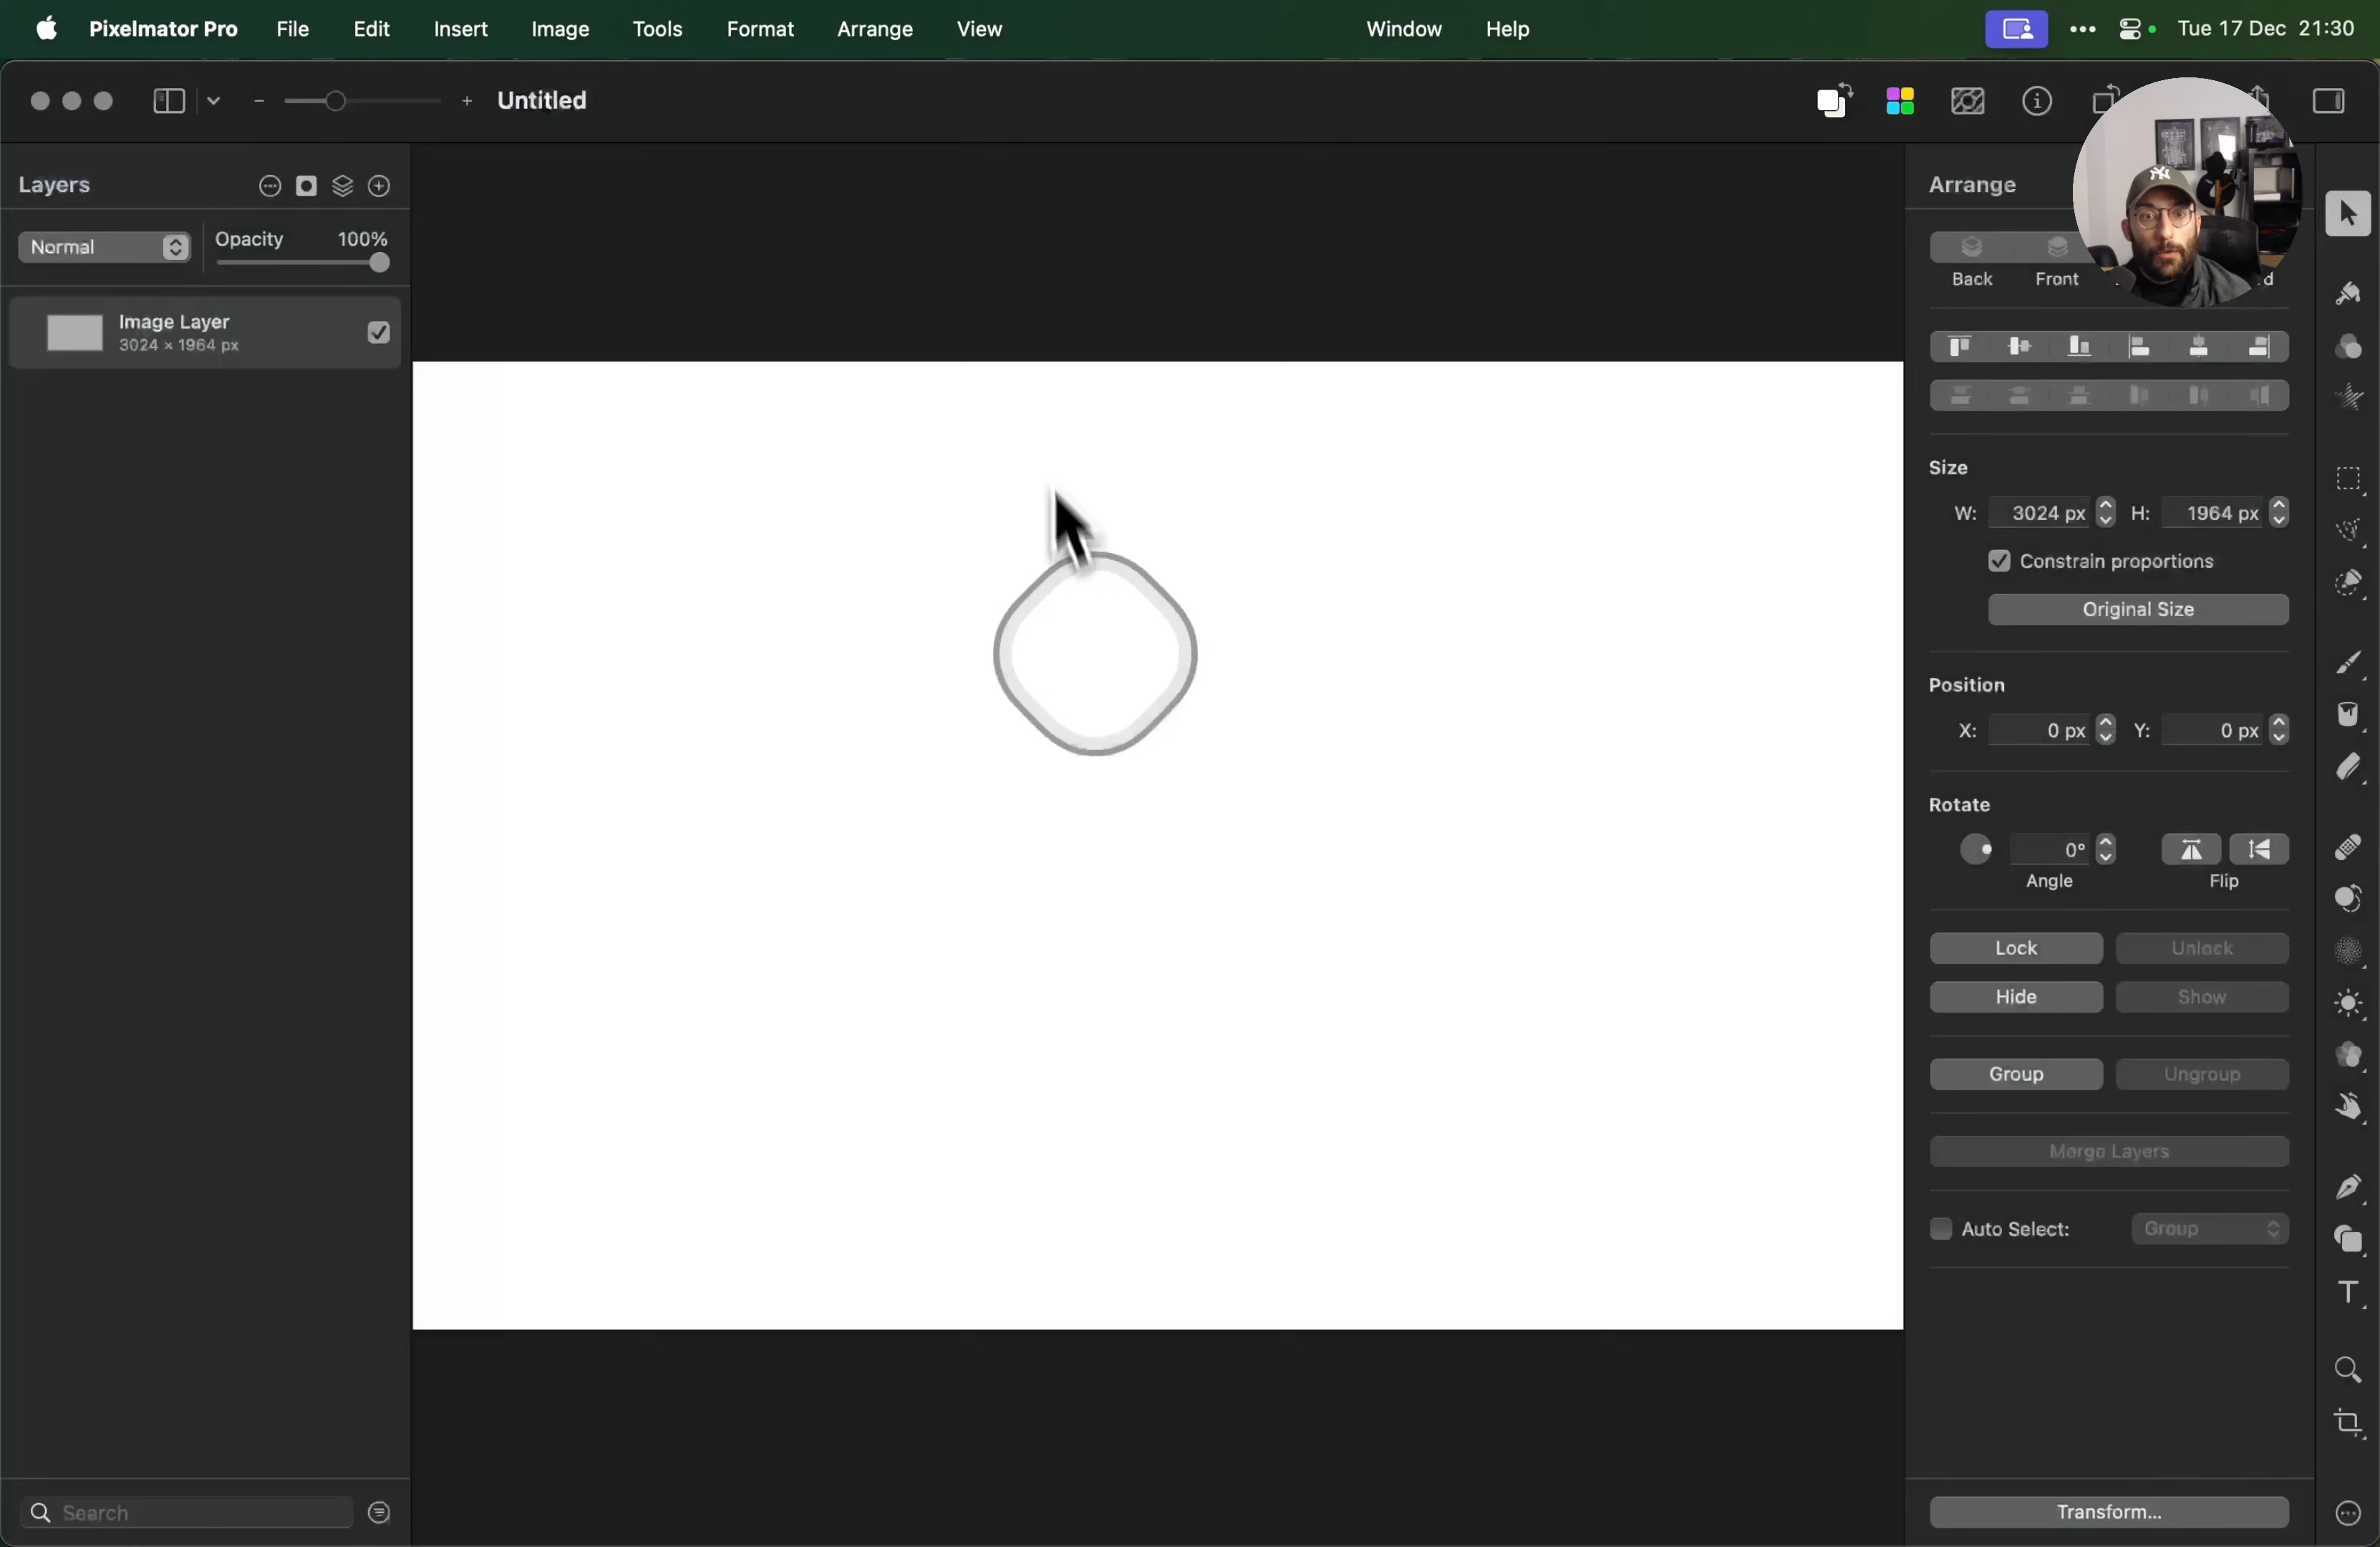 Pixelmator Pro File Edit Insert Image Tools Format Arrange View Window Help Tue 17 Dec 21:30
Untitled
Layers
Normal
Opacity 100%
Image Layer
3024 × 1964 px
Search
Arrange
Back Front d
Size
W: 3024 px H: 1964 px
Constrain proportions
Original Size
Position
X: 0 px Y: 0 px
Rotate
0°
Angle Flip
Lock Unlock
Hide Show
Group Ungroup
Merge Layers
Auto Select: Group
Transform...